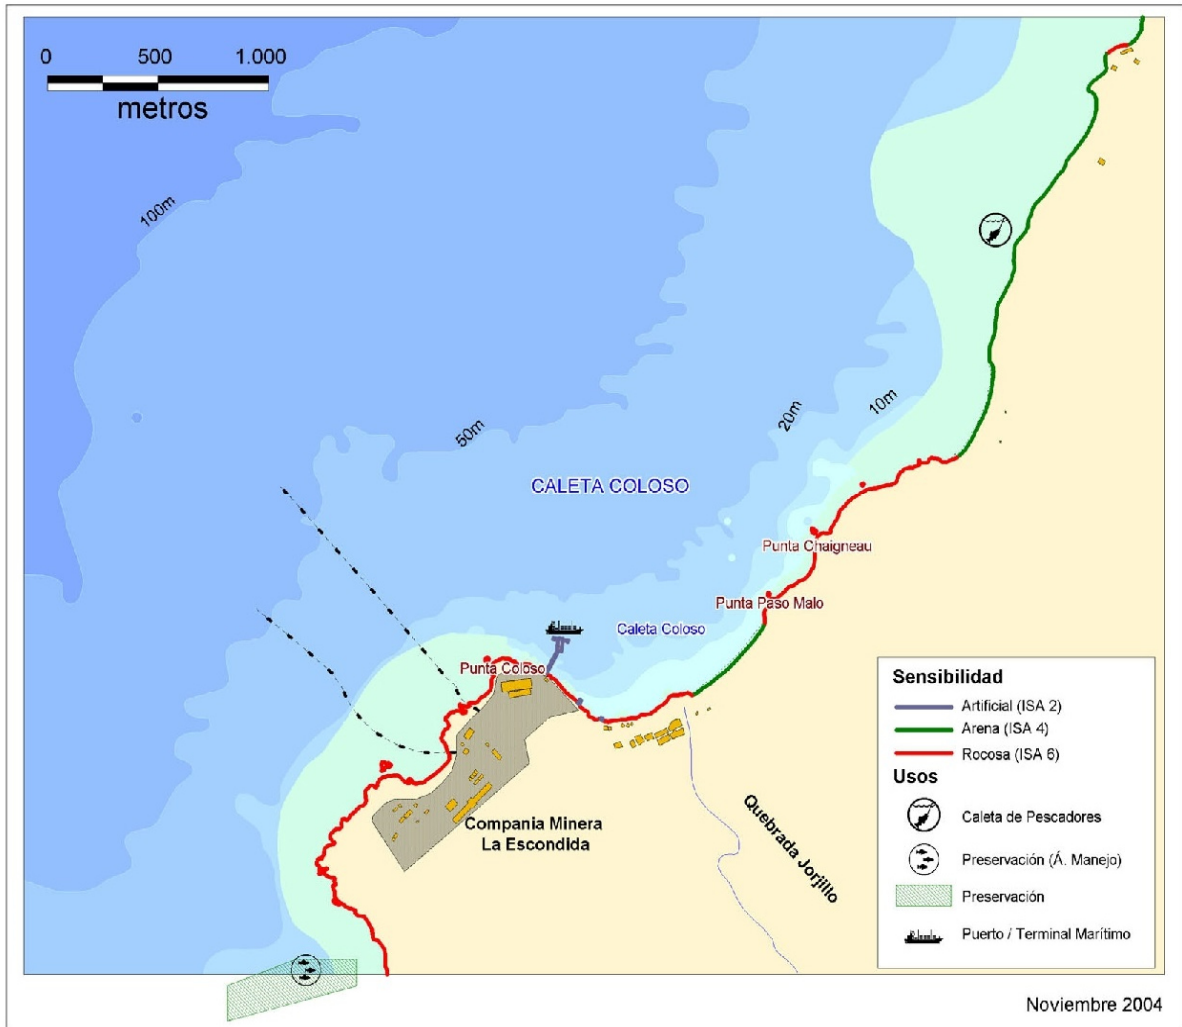 0 500 1.000
metros
100m
50m
20m
10m
CALETA COLOSO
Punta Chaigneau
Punta Paso Malo
Caleta Coloso
Punta Coloso
Compania Minera
La Escondida
Quebrada Jorjillo
Sensibilidad
Artificial (ISA 2)
Arena (ISA 4)
Rocosa (ISA 6)
Usos
Caleta de Pescadores
Preservación (Á. Manejo)
Preservación
Puerto / Terminal Marítimo
Noviembre 2004